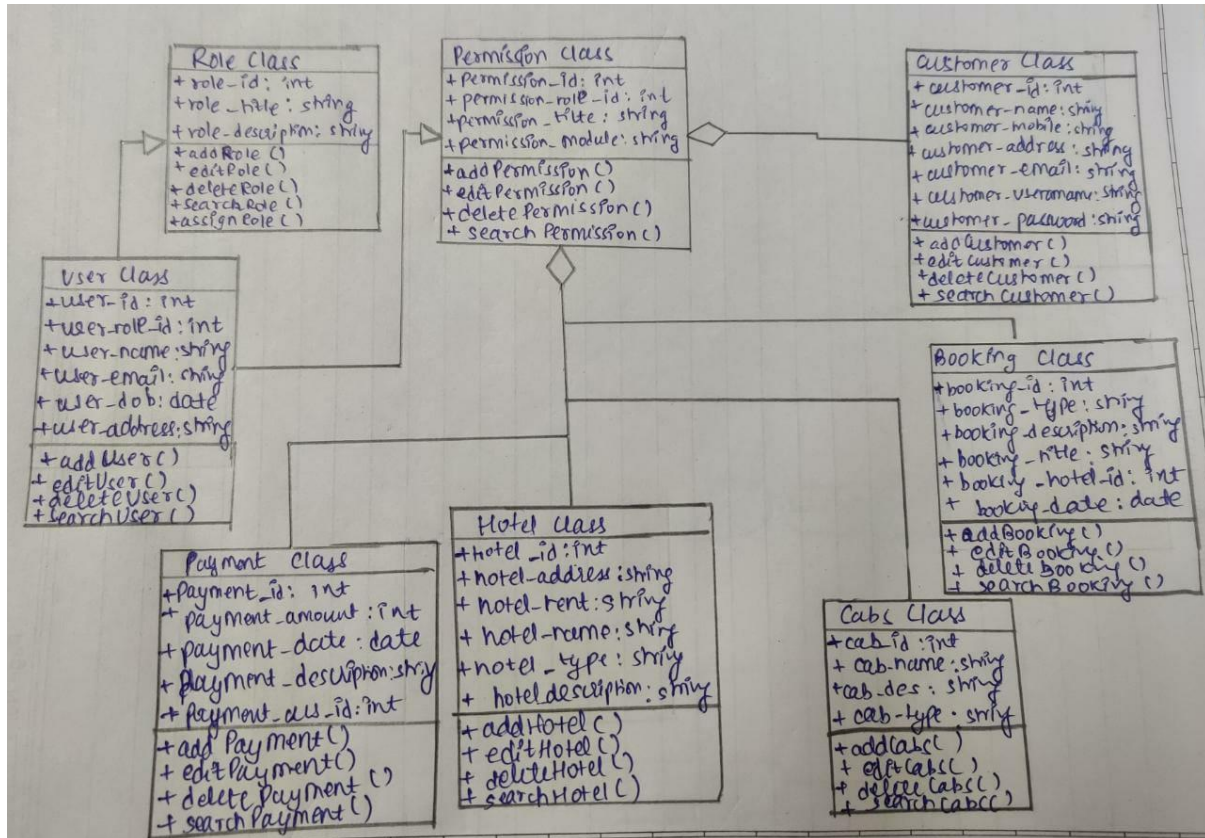 Role Class
+ role_id: int
+ role_title: string
+ role_description: string
+ addRole ()
+ editRole ()
+ deleteRole ()
+ searchRole ()
+ assignRole ()
Permission Class
+ Permission_id: int
+ permission_role_id: int
+ permission_title: string
+ permission_module: string
+ addPermission ()
+ editPermission ()
+ deletePermission ()
+ searchPermission ()
Customer Class
+ customer_id: int
+ customer_name: string
+ customer_mobile: string
+ customer_address: string
+ customer_email: string
+ customer_username: string
+ customer_password: string
+ addCustomer ()
+ editCustomer ()
+ deleteCustomer ()
+ searchCustomer ()
User Class
+ user_id: int
+ user_role_id: int
+ user_name: string
+ user_email: string
+ user_dob: date
+ user_address: string
+ addUser ()
+ editUser ()
+ deleteUser ()
+ searchUser ()
Booking Class
+ booking_id: int
+ booking_type: string
+ booking_description: string
+ booking_title: string
+ booking_hotel_id: int
+ booking_date: date
+ addBooking ()
+ editBooking ()
+ deleteBooking ()
+ searchBooking ()
Payment Class
+ Payment_id: int
+ payment_amount: int
+ payment_date: date
+ payment_description: string
+ payment_cus_id: int
+ add Payment ()
+ editPayment ()
+ deletePayment ()
+ searchPayment ()
Hotel Class
+ hotel_id: int
+ hotel_address: string
+ hotel_rent: string
+ hotel_name: string
+ hotel_type: string
+ hotel description: string
+ addHotel ()
+ editHotel ()
+ deleteHotel ()
+ searchHotel ()
Cabs Class
+ cab_id: int
+ cab_name: string
+ cab_des: string
+ cab_type: string
+ addCabs ()
+ editCabs ()
+ deleteCabs ()
+ searchCabs ()